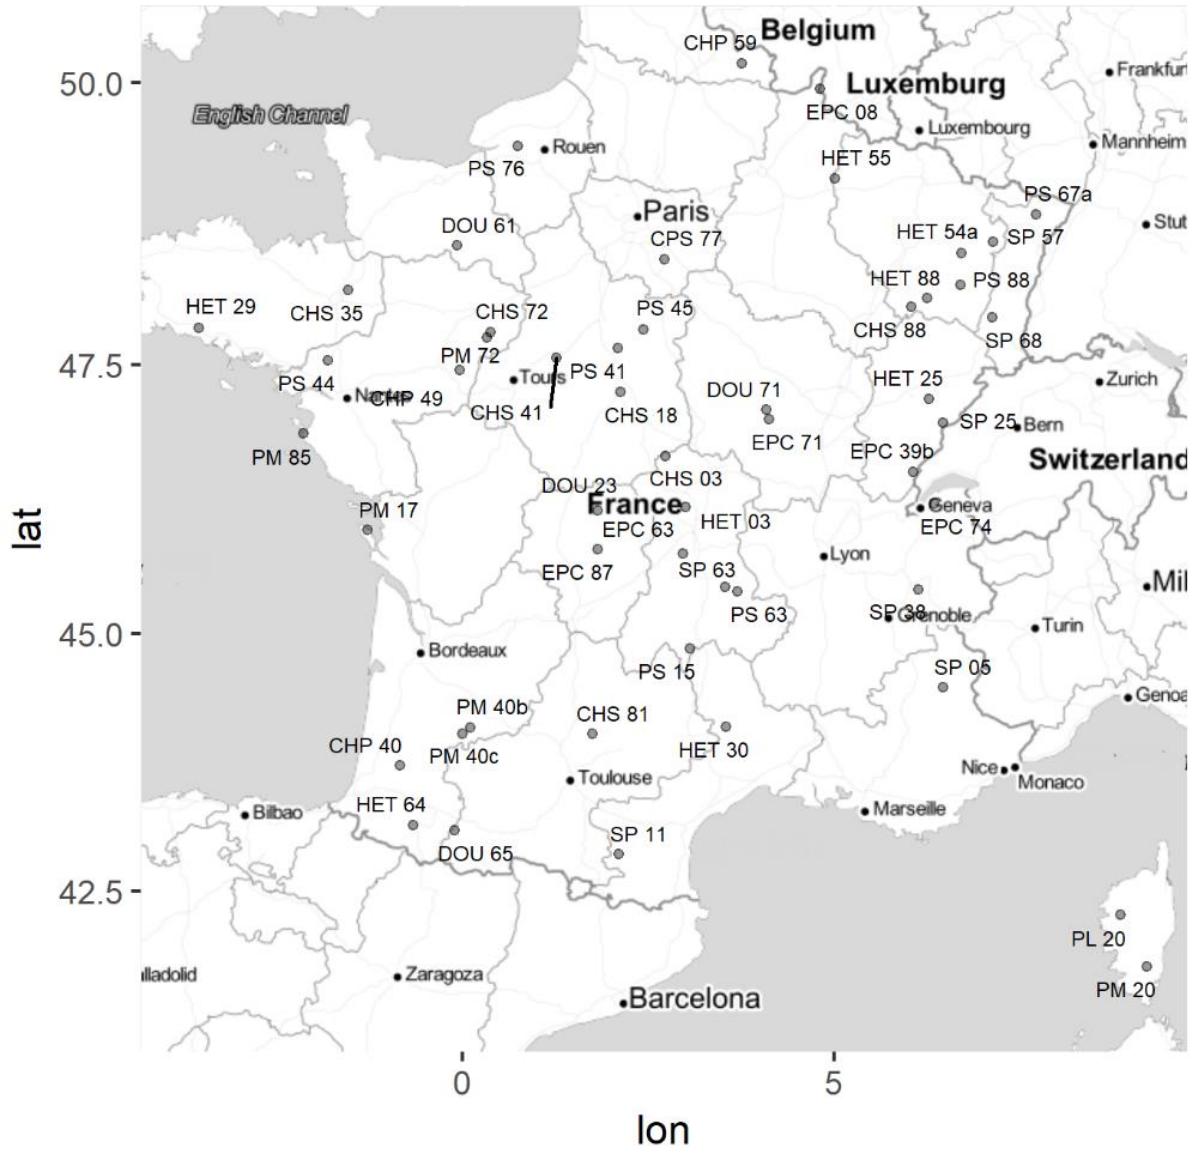 Belgium
CHP 59
50.0
Frankfurt
Luxemburg
English Channel
EPC 08
Luxembourg
Mannheim
Rouen
HET 55
PS 76
PS 67a
Paris
Stut
DOU 61
HET 54a
SP 57
CPS 77
HET 88
PS 88
HET 29
CHS 35
CHS 72
PS 45
CHS 88
SP 68
47.5
PM 72
PS 41
Tours
Zurich
PS 44
Nantes
CHP 49
HET 25
DOU 71
CHS 41
CHS 18
SP 25
Bern
EPC 71
EPC 39b
PM 85
Switzerland
CHS 03
DOU 23
France
Geneva
PM 17
HET 03
EPC 63
EPC 74
Lyon
EPC 87
SP 63
Mil
PS 63
SP 38
Grenoble
45.0
Turin
Bordeaux
PS 15
SP 05
Genoa
PM 40b
CHS 81
CHP 40
PM 40c
HET 30
Nice
Toulouse
Monaco
HET 64
Bilbao
Marseille
SP 11
DOU 65
42.5
PL 20
alladolid
Zaragoza
PM 20
Barcelona
0
5
lon
lat